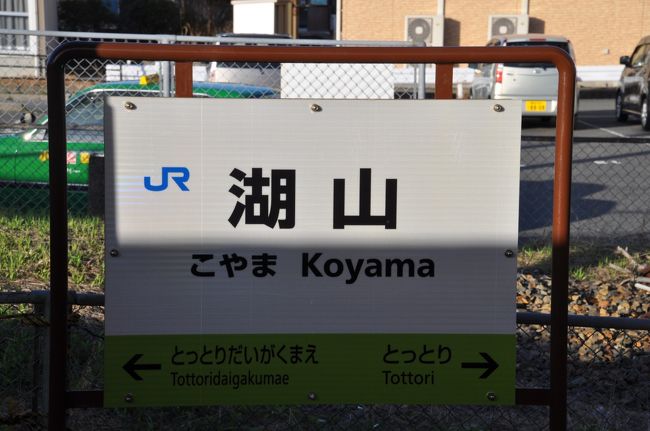 JR 湖山
こやま Koyama
← とっとりだいがくまえ とっとり →
Tottoridaigakumae Tottori